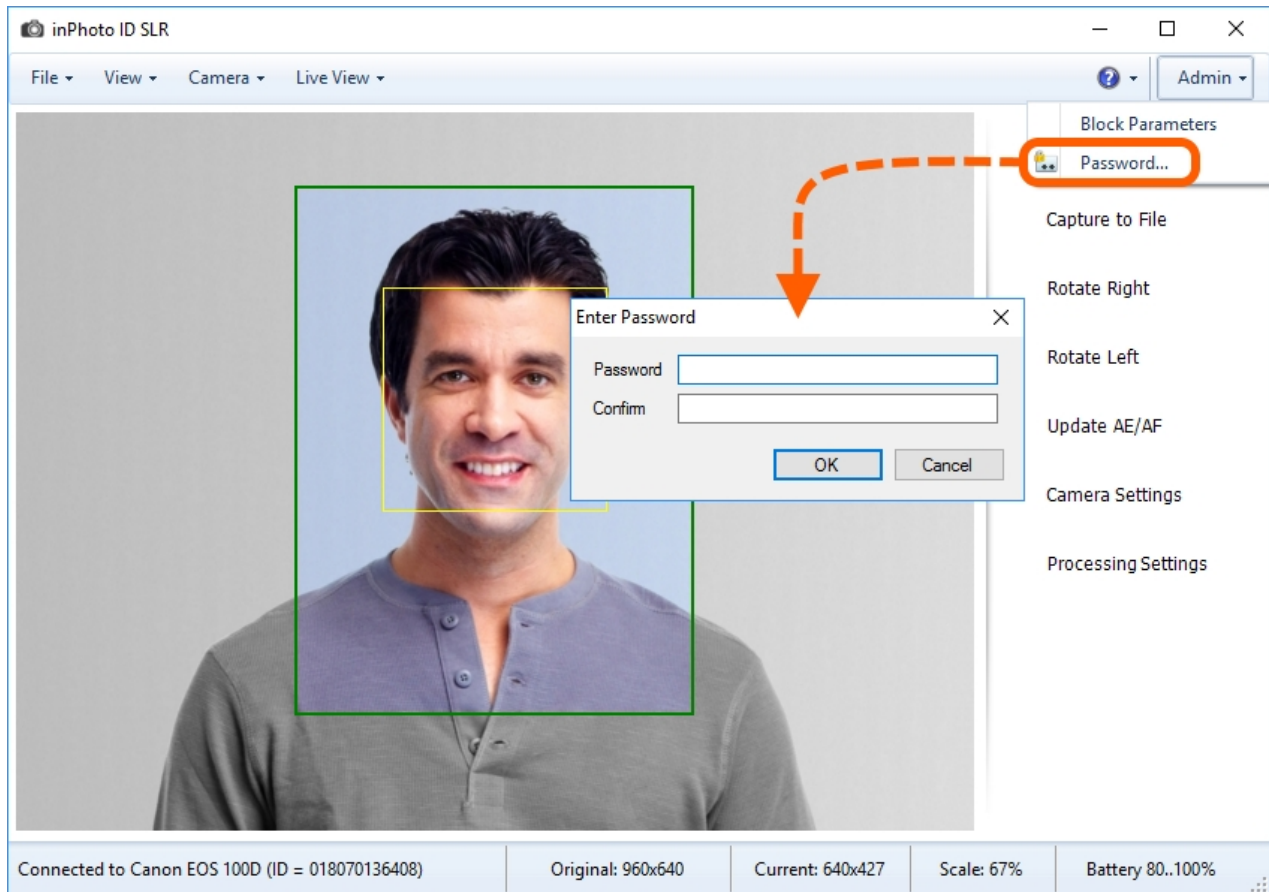 inPhoto ID SLR
File View Camera Live View ? Admin
Block Parameters
Password...
Capture to File
Rotate Right
Enter Password
Rotate Left
Password
Confirm
Update AE/AF
OK Cancel
Camera Settings
Processing Settings
Connected to Canon EOS 100D (ID = 018070136408) Original: 960x640 Current: 640x427 Scale: 67% Battery 80..100%